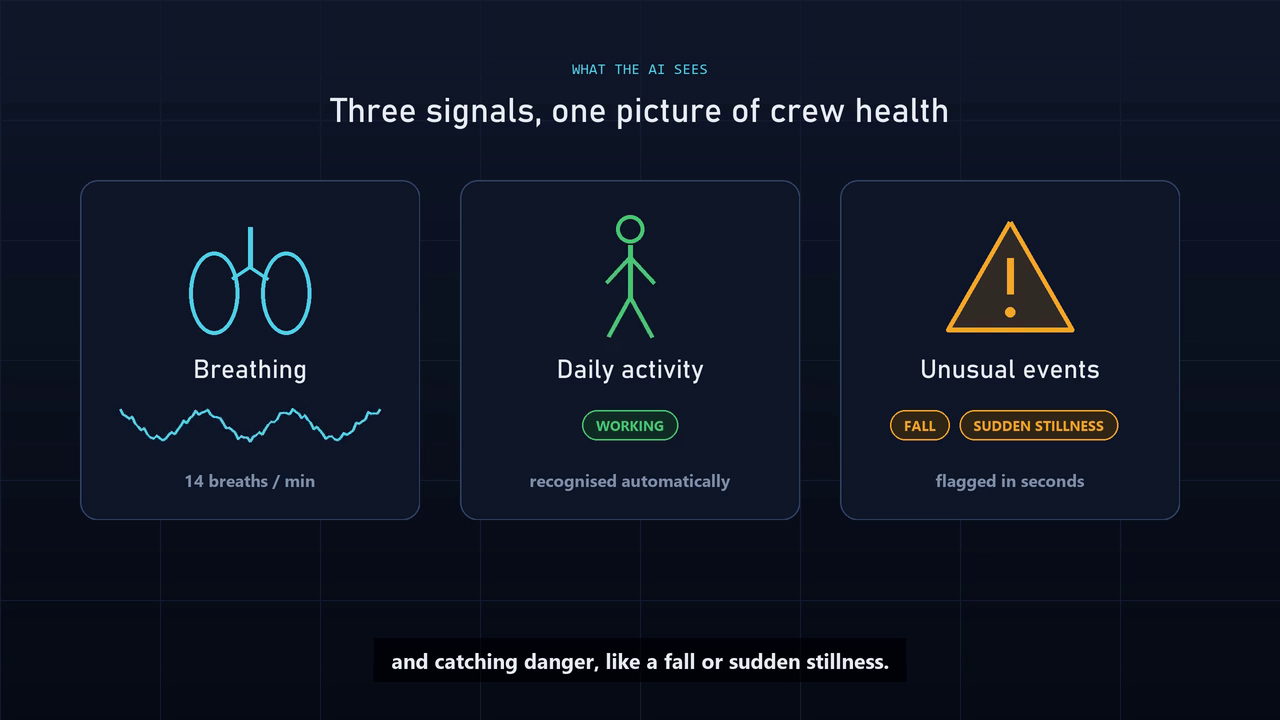 WHAT THE AI SEES
Three signals, one picture of crew health
Breathing
14 breaths / min
Daily activity
WORKING
recognised automatically
Unusual events
FALL
SUDDEN STILLNESS
flagged in seconds
and catching danger, like a fall or sudden stillness.